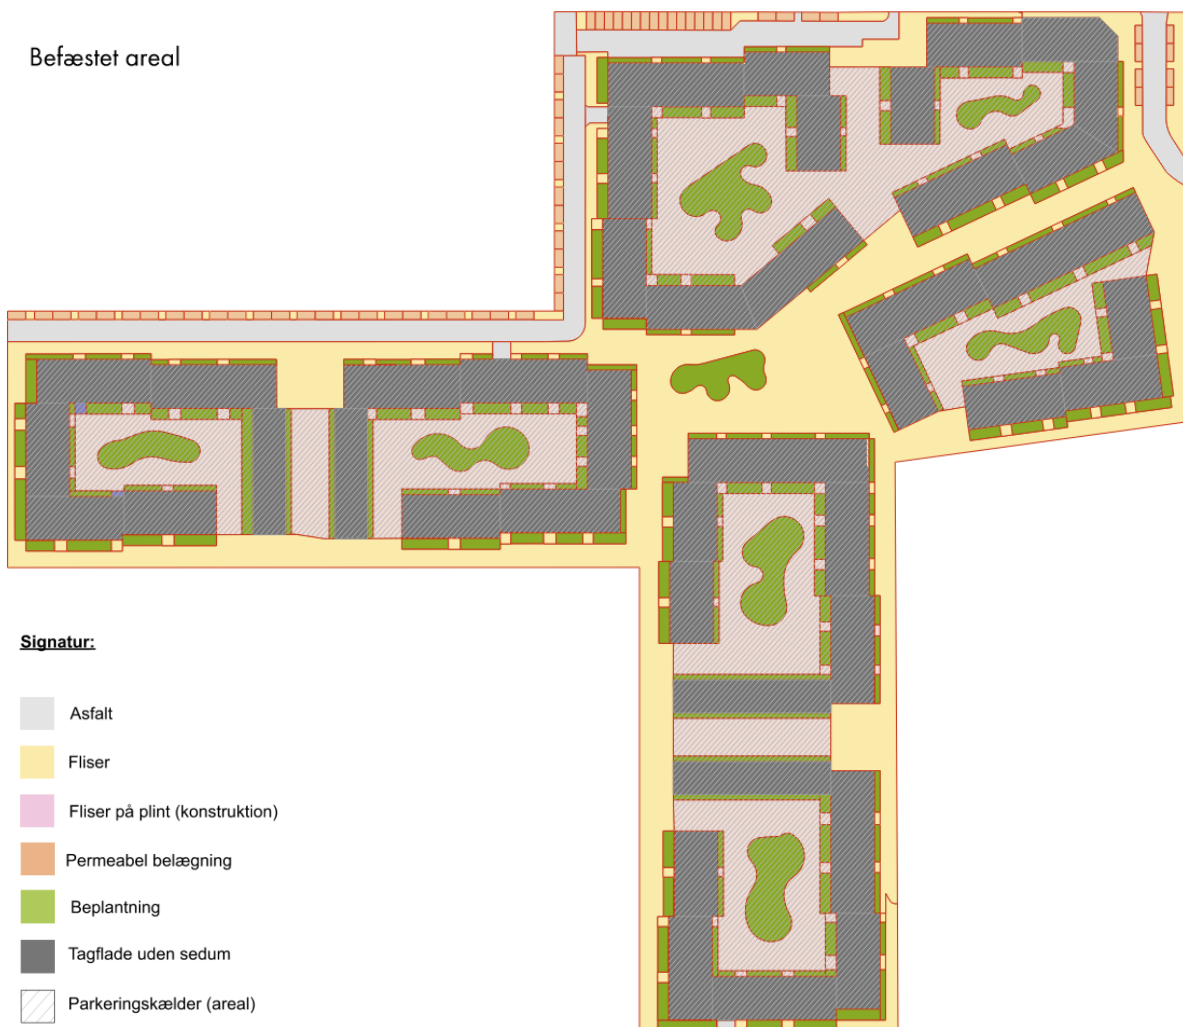 Befæstet areal
Signatur:
Asfalt
Fliser
Fliser på plint (konstruktion)
Permeabel belægning
Beplantning
Tagflade uden sedum
Parkeringskælder (areal)